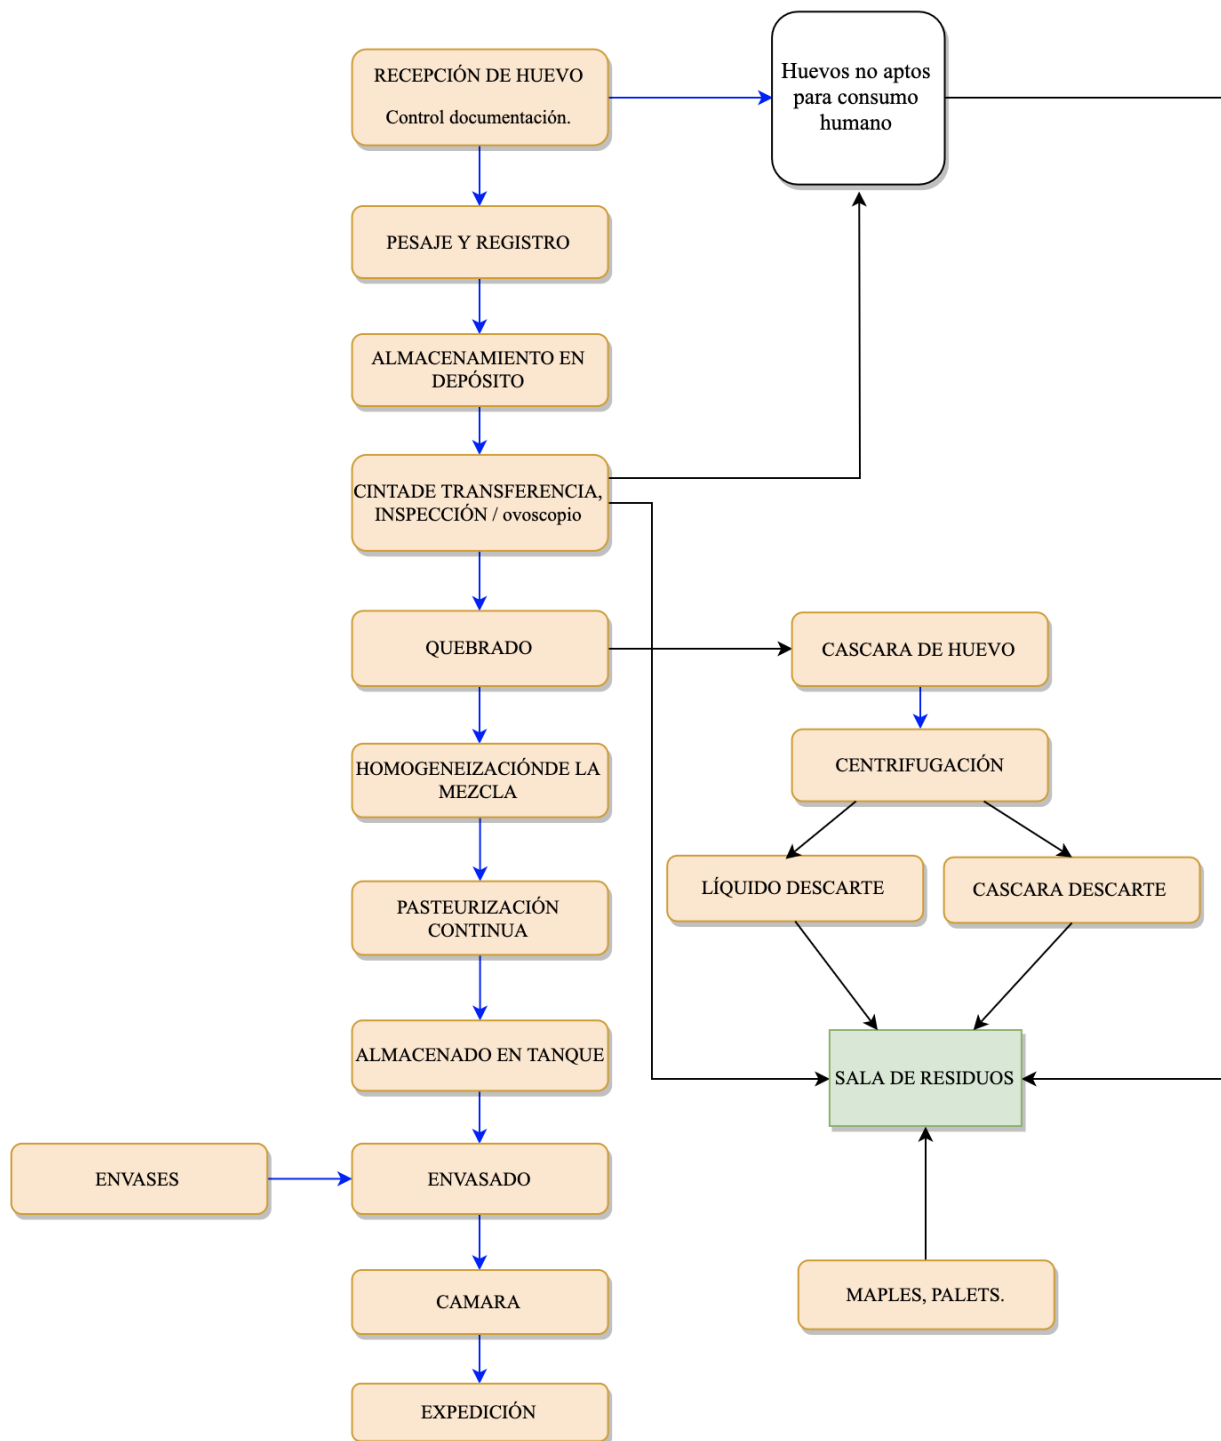 RECEPCIÓN DE HUEVO
Control documentación.
Huevos no aptos
para consumo
humano
PESAJE Y REGISTRO
ALMACENAMIENTO EN
DEPÓSITO
CINTADE TRANSFERENCIA,
INSPECCIÓN / ovoscopio
QUEBRADO
CASCARA DE HUEVO
HOMOGENEIZACIÓNDE LA
MEZCLA
CENTRIFUGACIÓN
PASTEURIZACIÓN
CONTINUA
LÍQUIDO DESCARTE
CASCARA DESCARTE
ALMACENADO EN TANQUE
SALA DE RESIDUOS
ENVASES
ENVASADO
CAMARA
MAPLES, PALETS.
EXPEDICIÓN